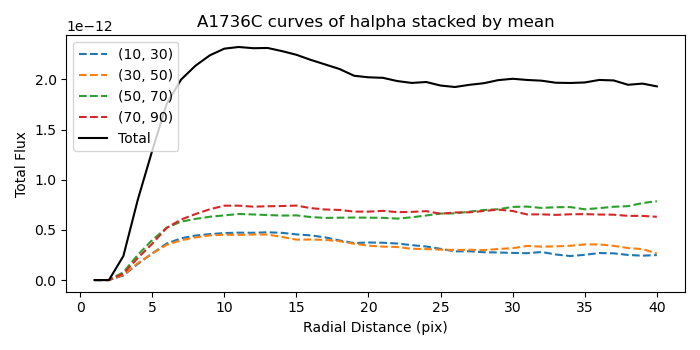 A1736C curves of halpha stacked by mean
1e−12
(10, 30)
(30, 50)
(50, 70)
(70, 90)
Total
2.0
1.5
1.0
0.5
0.0
Total Flux
0 5 10 15 20 25 30 35 40
Radial Distance (pix)